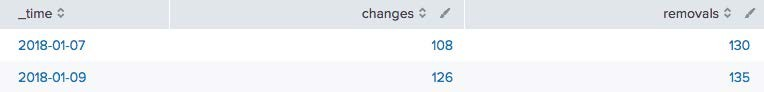 _time changes removals
2018-01-07 108 130
2018-01-09 126 135